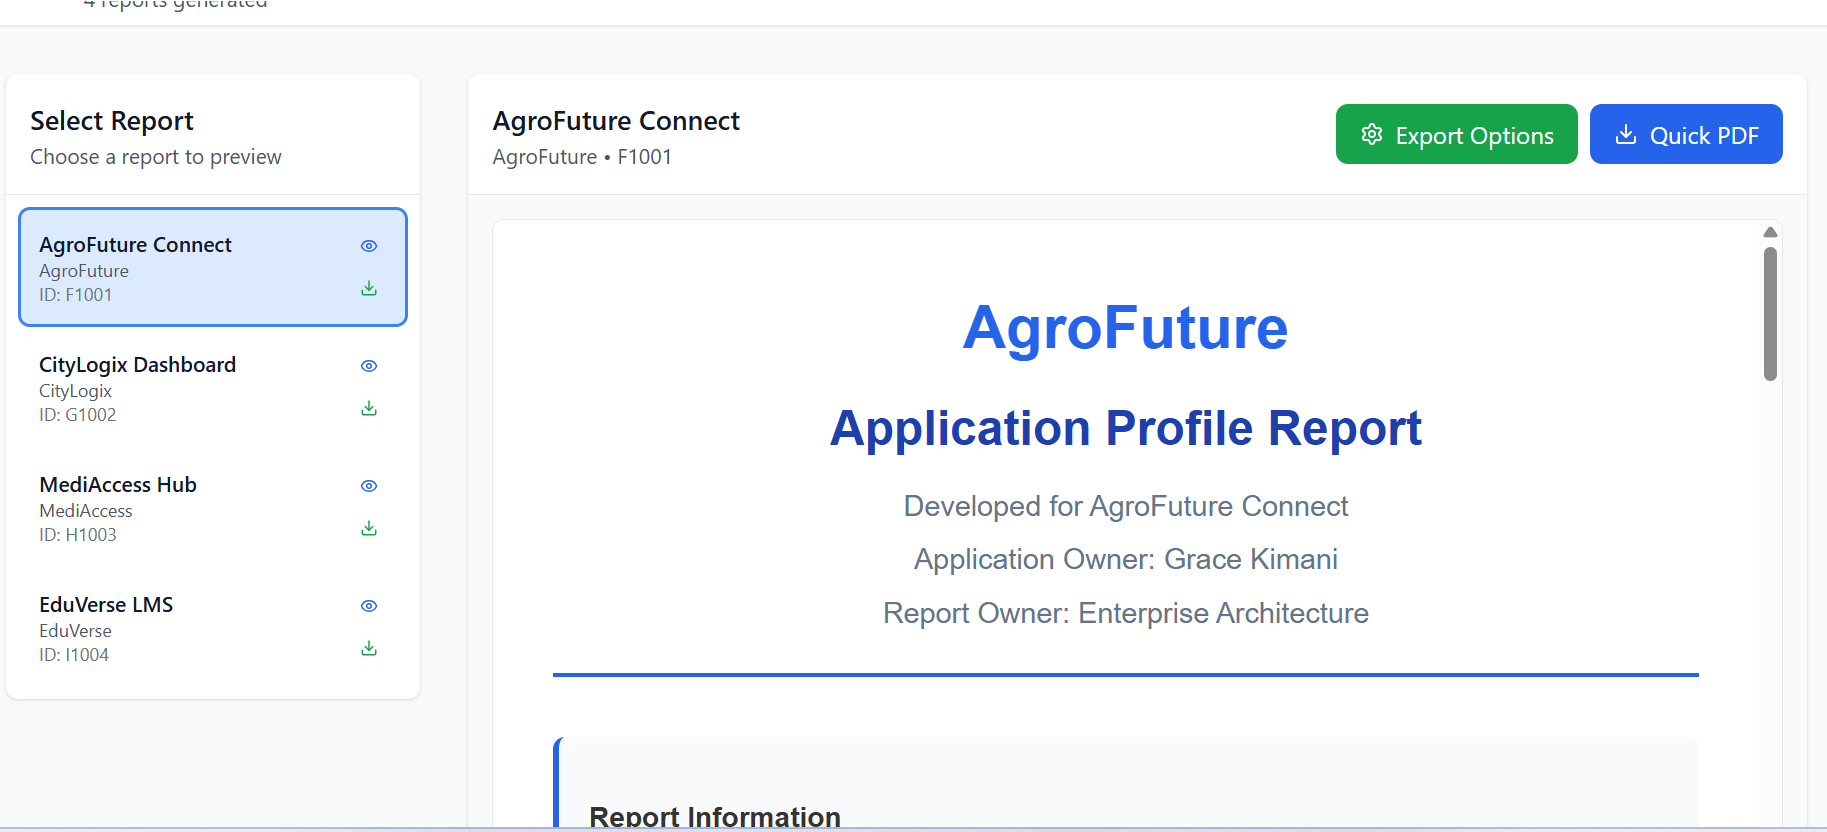 4 reports generated
Select Report
Choose a report to preview
AgroFuture Connect
AgroFuture
ID: F1001
CityLogix Dashboard
CityLogix
ID: G1002
MediAccess Hub
MediAccess
ID: H1003
EduVerse LMS
EduVerse
ID: I1004
AgroFuture Connect
AgroFuture • F1001
Export Options
Quick PDF
AgroFuture
Application Profile Report
Developed for AgroFuture Connect
Application Owner: Grace Kimani
Report Owner: Enterprise Architecture
Report Information